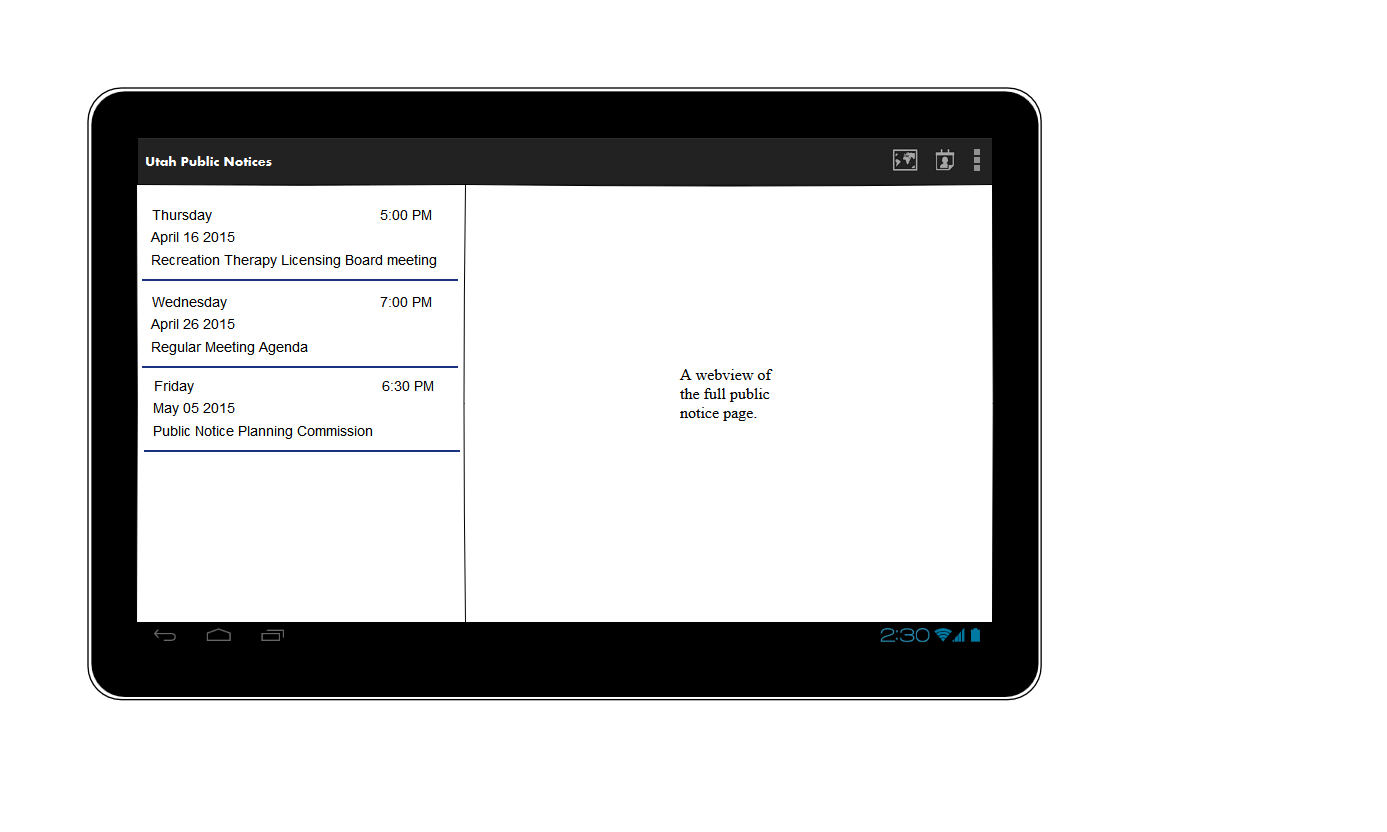 Utah Public Notices
Thursday 5:00 PM
April 16 2015
Recreation Therapy Licensing Board meeting
Wednesday 7:00 PM
April 26 2015
Regular Meeting Agenda
Friday 6:30 PM
May 05 2015
Public Notice Planning Commission
A webview of
the full public
notice page.
2:30